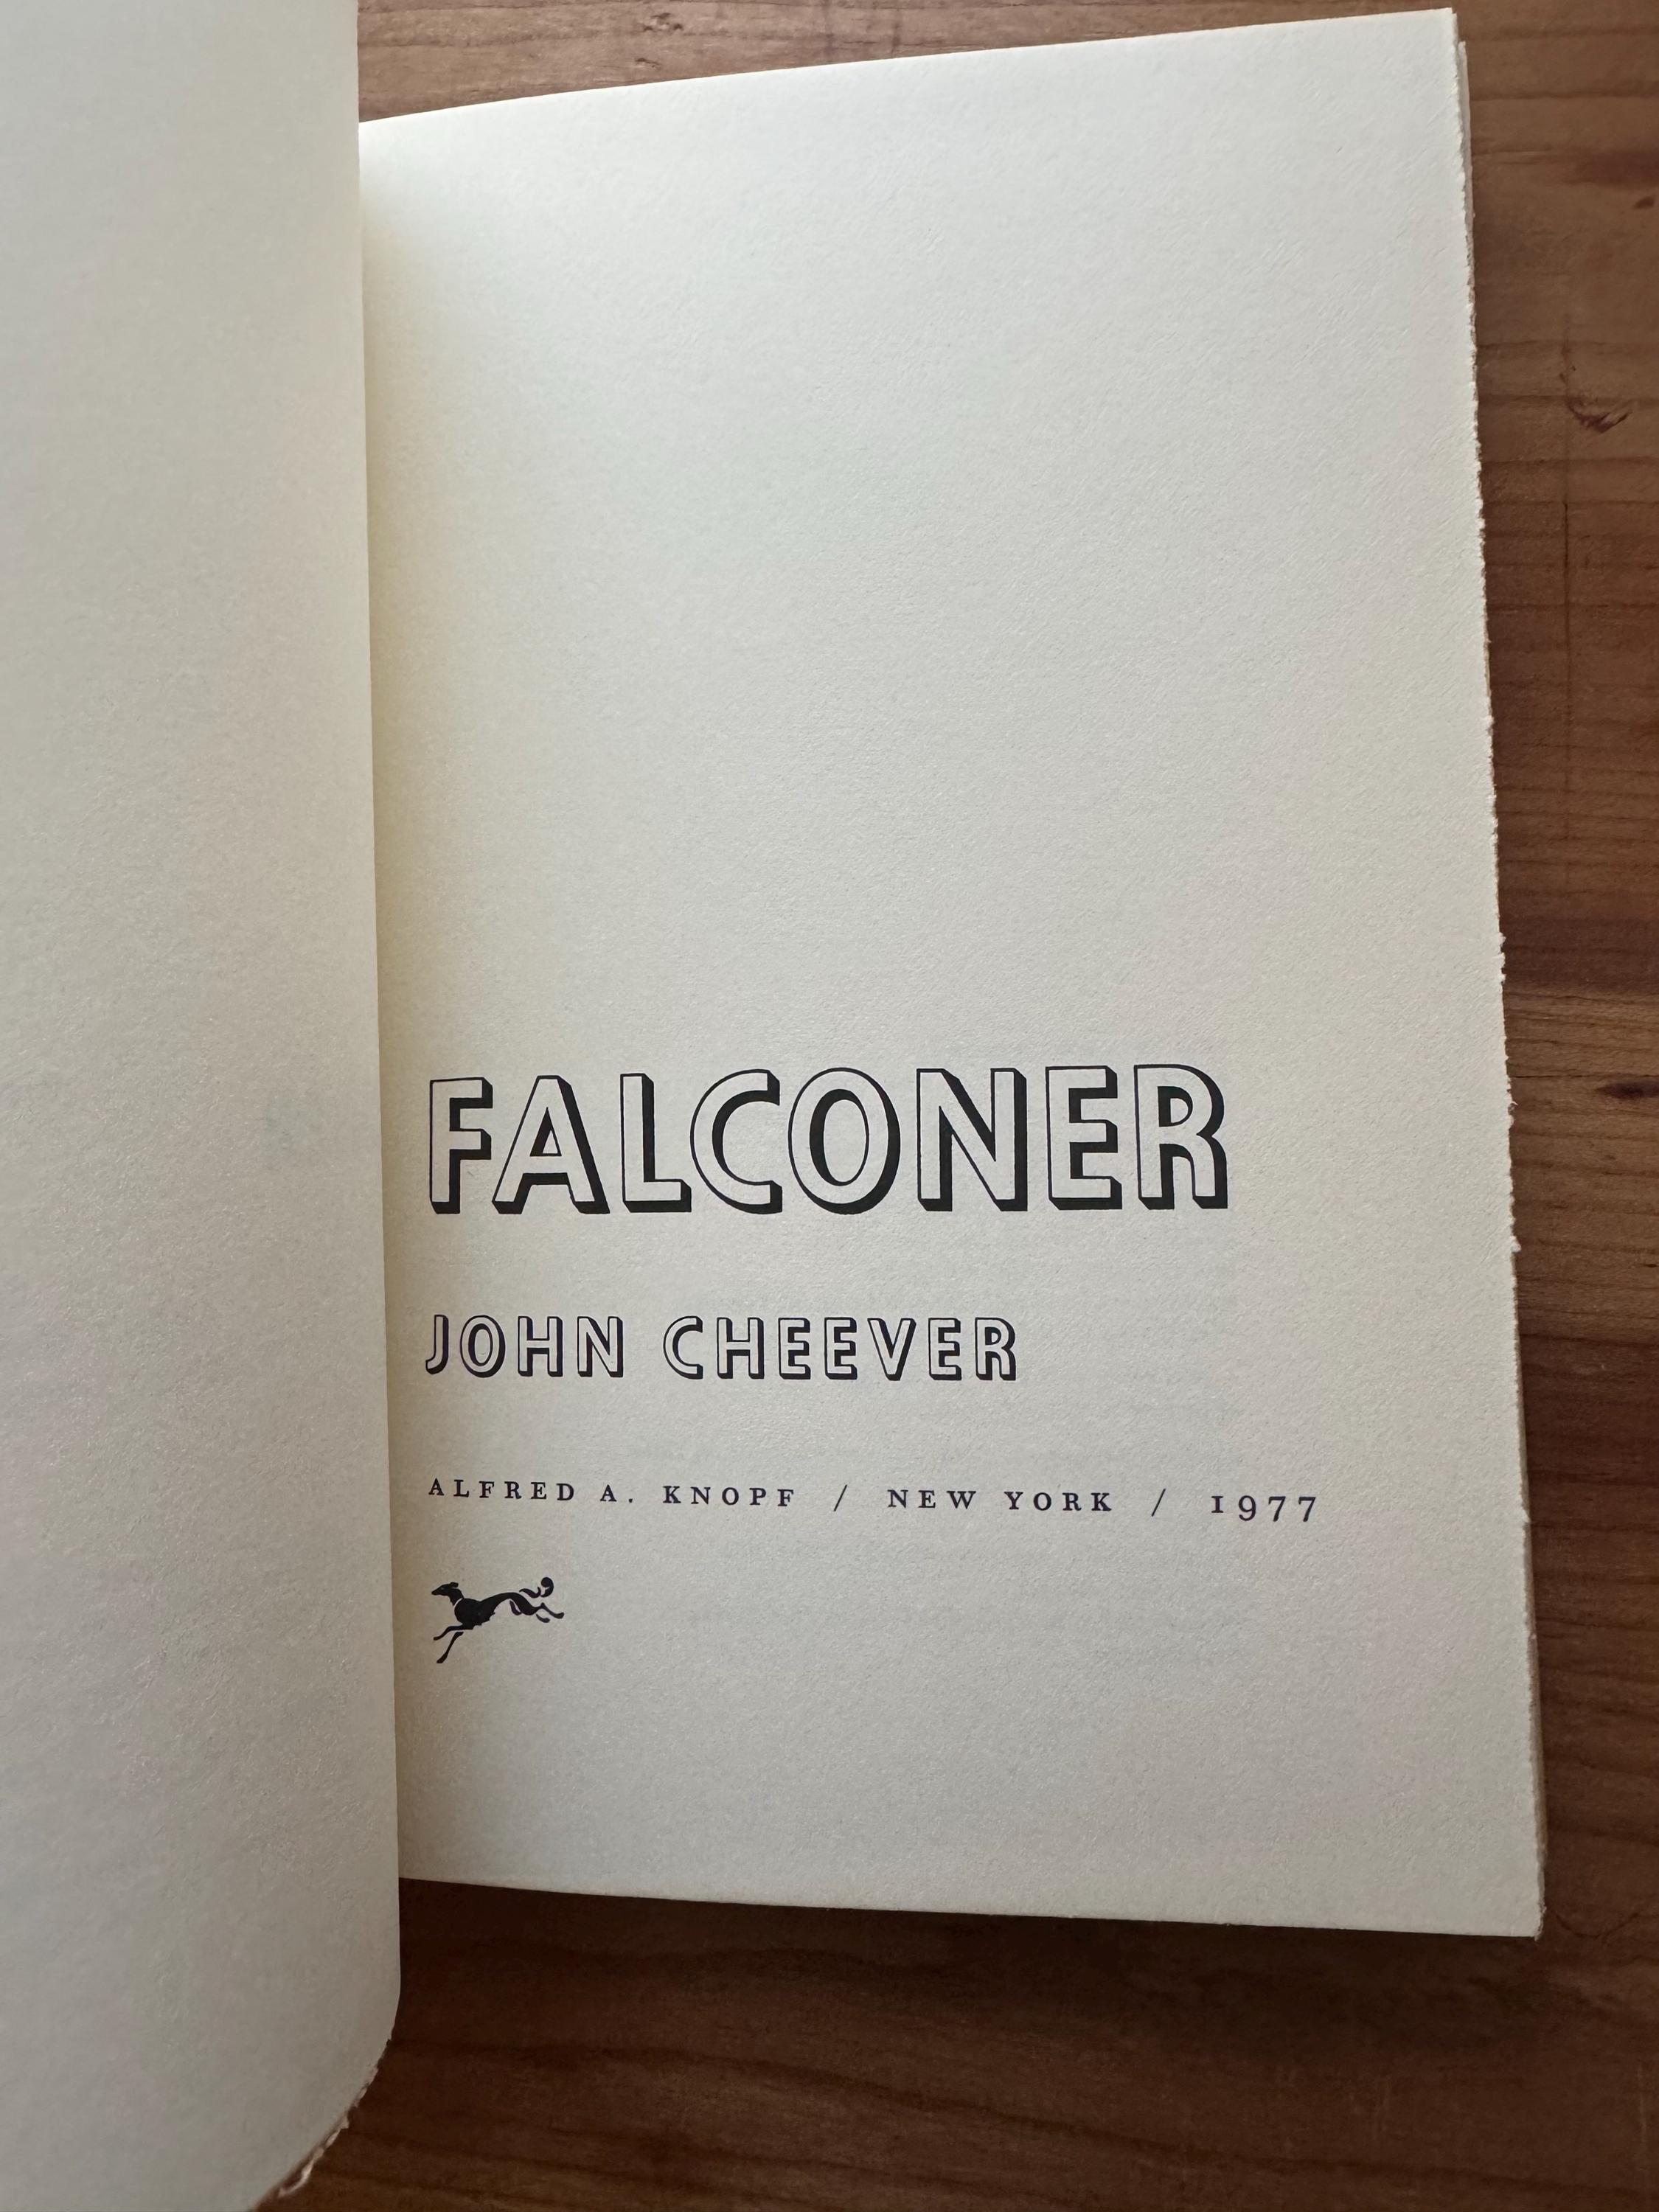 FALCONER
JOHN CHEEVER
ALFRED A. KNOPF / NEW YORK / 1977